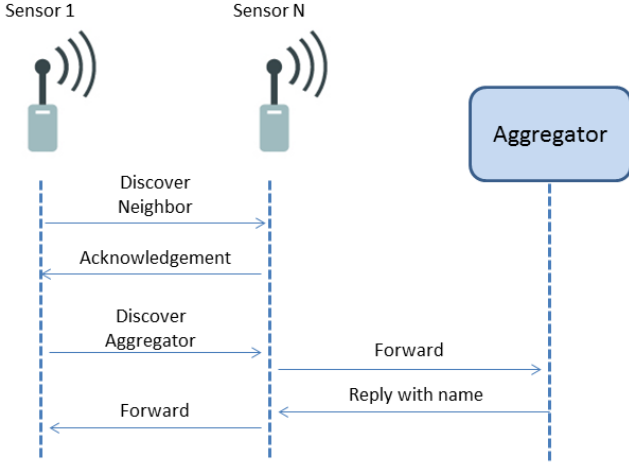 Sensor 1
Sensor N
Aggregator
Discover
Neighbor
Acknowledgement
Discover
Aggregator
Forward
Reply with name
Forward